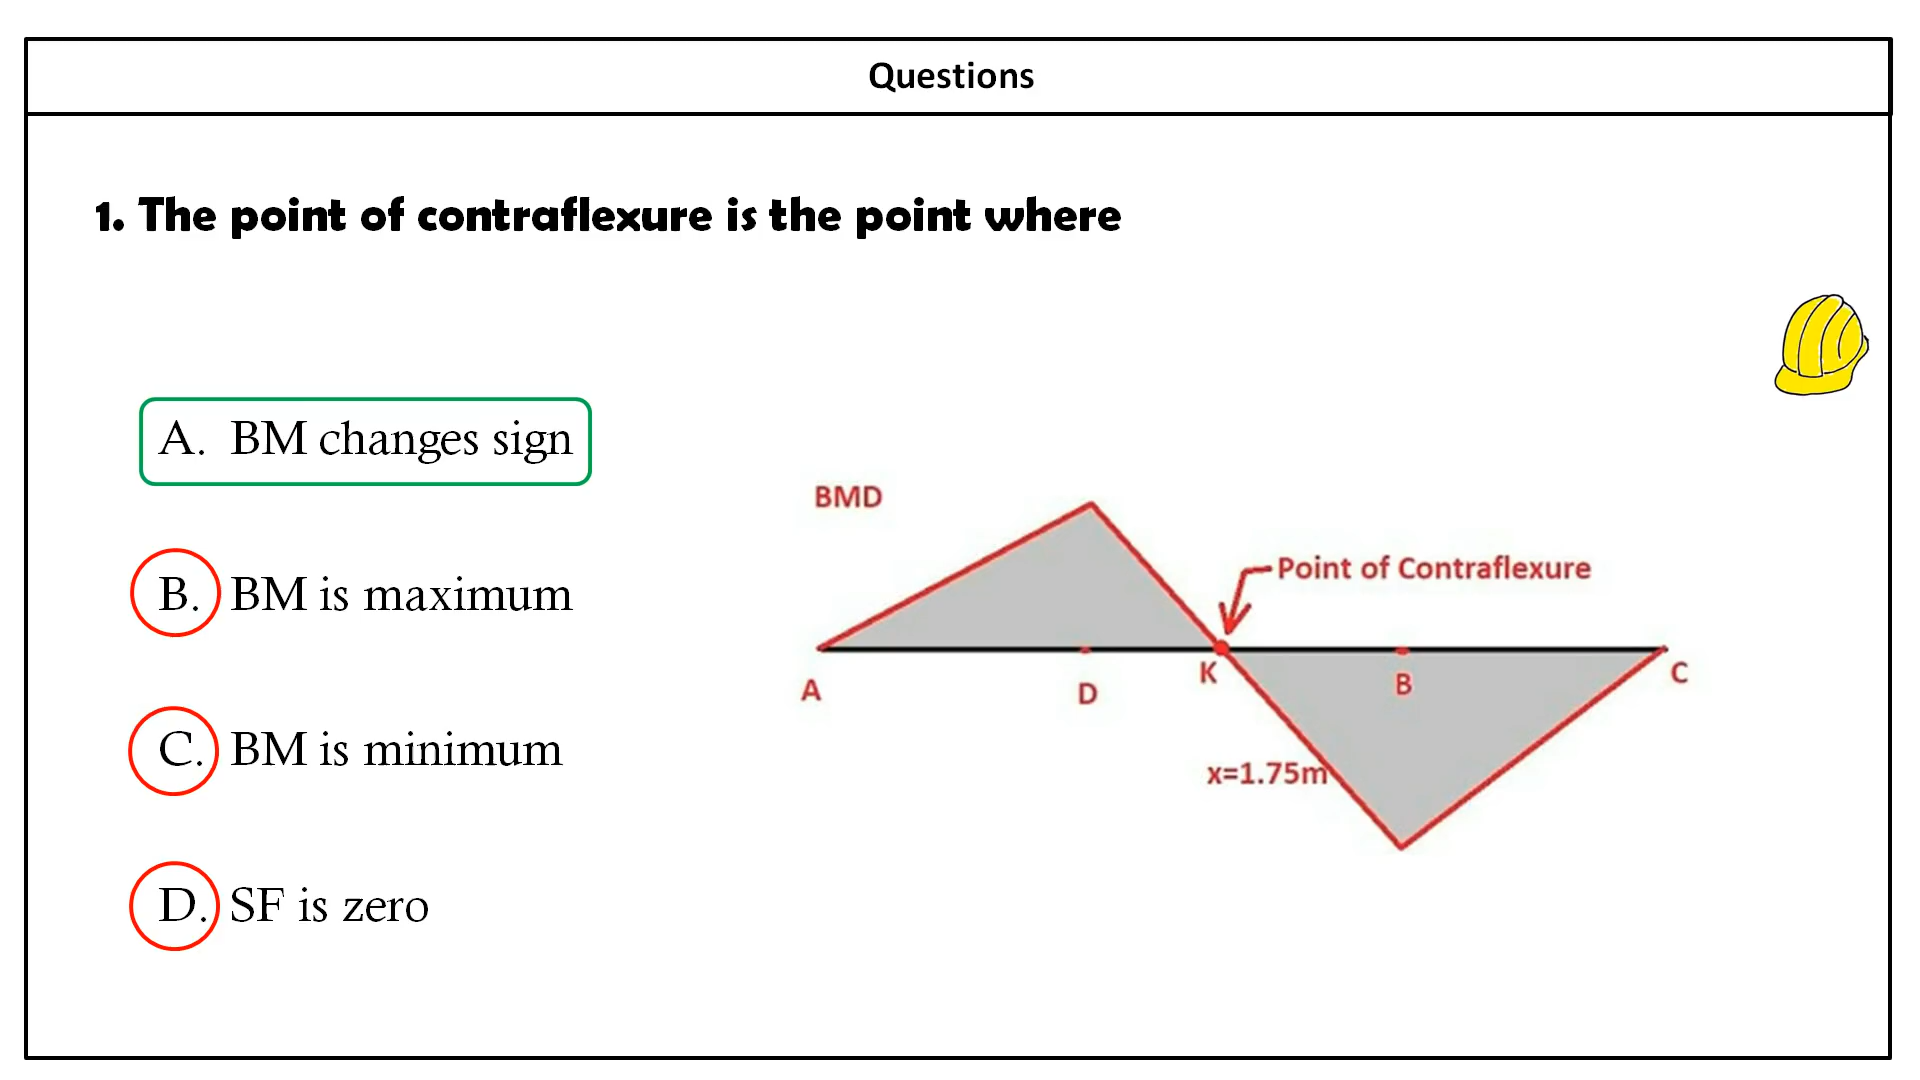 Questions
1. The point of contraflexure is the point where
A. BM changes sign
B. BM is maximum
C. BM is minimum
D. SF is zero
BMD
Point of Contraflexure
A
D
K
B
C
x=1.75m